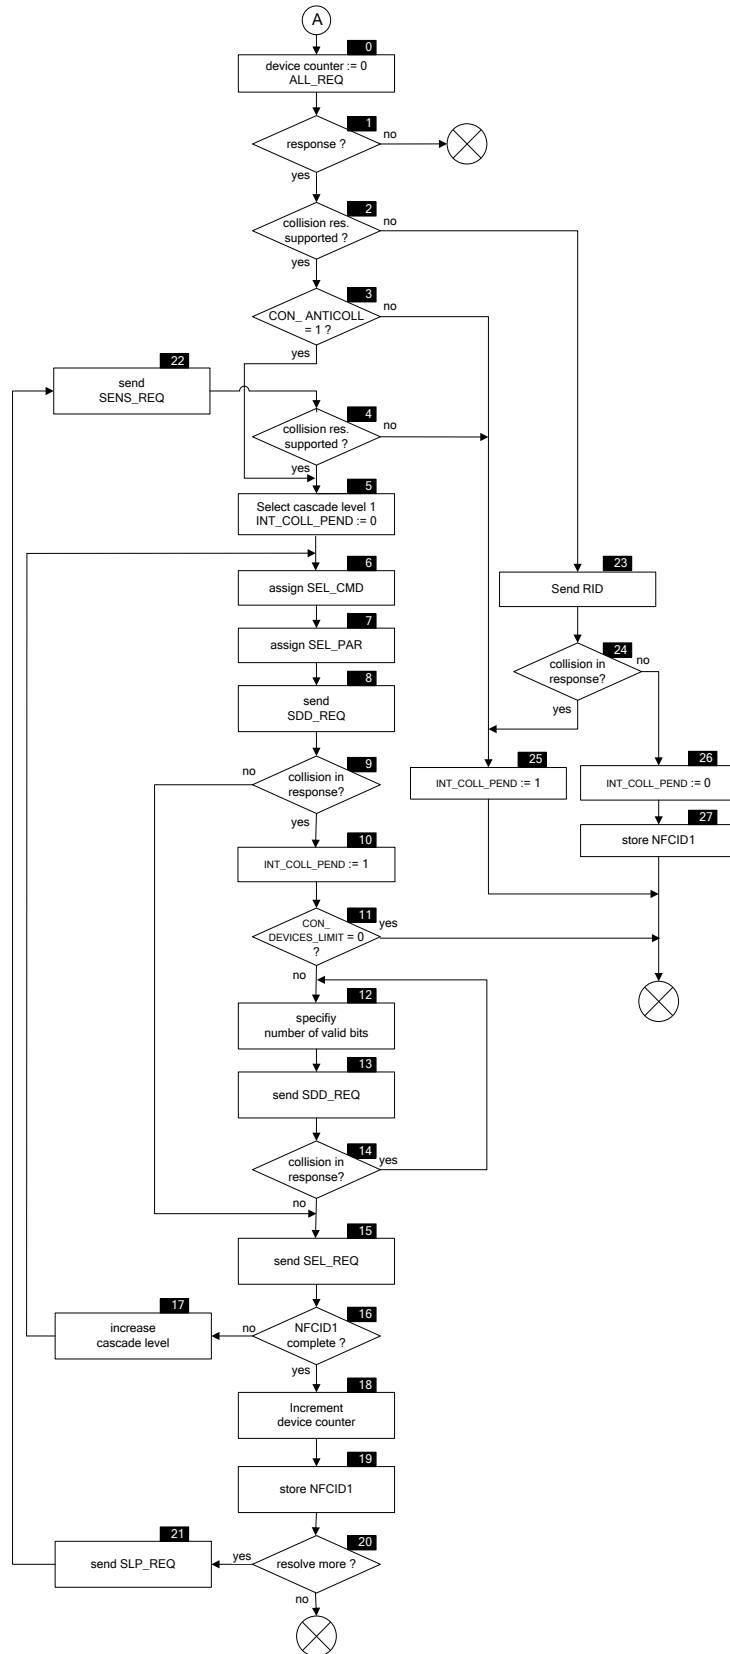 A
0
device counter := 0
ALL_REQ
1
response ?
no
yes
2
collision res.
supported ?
no
yes
3
CON_ ANTICOLL
= 1 ?
no
yes
22
send
SENS_REQ
4
collision res.
supported ?
no
yes
5
Select cascade level 1
INT_COLL_PEND := 0
6
assign SEL_CMD
23
Send RID
7
assign SEL_PAR
24
collision in
response?
no
yes
8
send
SDD_REQ
9
collision in
response?
no
yes
25
INT_COLL_PEND := 1
26
INT_COLL_PEND := 0
27
store NFCID1
10
INT_COLL_PEND := 1
11
CON_
DEVICES_LIMIT = 0
?
yes
no
12
specifiy
number of valid bits
13
send SDD_REQ
14
collision in
response?
yes
no
15
send SEL_REQ
16
NFCID1
complete ?
no
yes
17
increase
cascade level
18
Increment
device counter
19
store NFCID1
20
resolve more ?
yes
no
21
send SLP_REQ